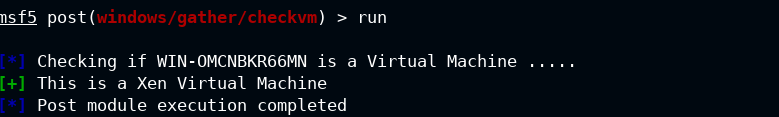 msf5 post(windows/gather/checkvm) > run
[*] Checking if WIN-OMCNBKR66MN is a Virtual Machine .....
[+] This is a Xen Virtual Machine
[*] Post module execution completed